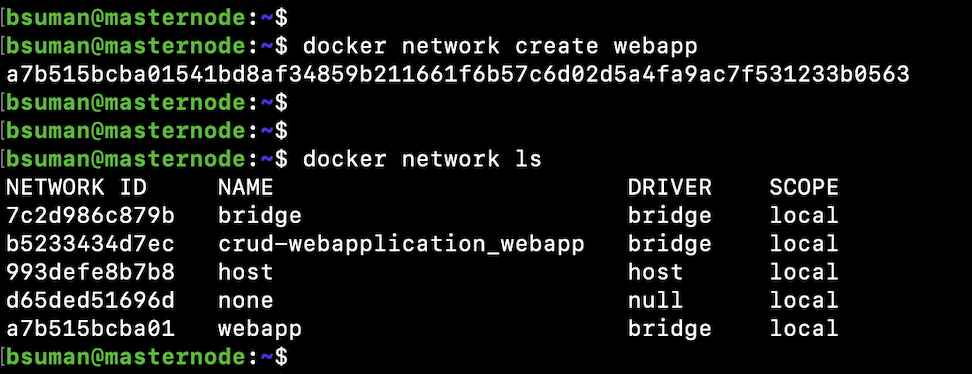 [bsuman@masternode:~$
[bsuman@masternode:~$ docker network create webapp
a7b515bcba01541bd8af34859b211661f6b57c6d02d5a4fa9ac7f531233b0563
[bsuman@masternode:~$
[bsuman@masternode:~$
[bsuman@masternode:~$ docker network ls
NETWORK ID     NAME                         DRIVER    SCOPE
7c2d986c879b   bridge                       bridge    local
b5233434d7ec   crud-webapplication_webapp   bridge    local
993defe8b7b8   host                         host      local
d65ded51696d   none                         null      local
a7b515bcba01   webapp                       bridge    local
[bsuman@masternode:~$